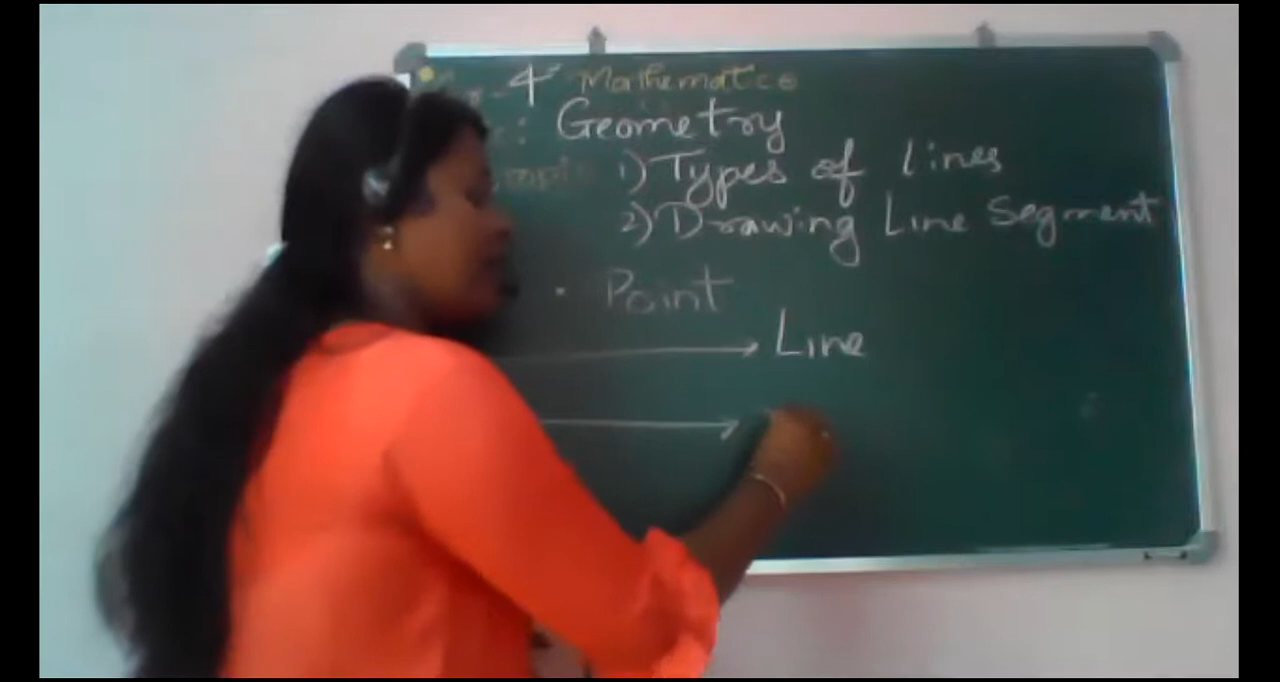 4 Mathematics
: Geometry
1) Types of Lines
2) Drawing Line Segment
. Point
Line